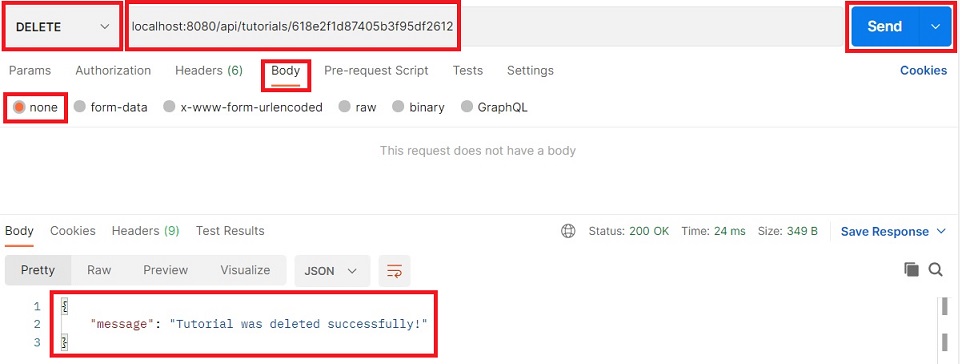 DELETE localhost:8080/api/tutorials/618e2f1d87405b3f95df2612 Send
Params Authorization Headers (6) Body Pre-request Script Tests Settings Cookies
none form-data x-www-form-urlencoded raw binary GraphQL
This request does not have a body
Body Cookies Headers (9) Test Results Status: 200 OK Time: 24 ms Size: 349 B Save Response
Pretty Raw Preview Visualize JSON
1 {
2 "message": "Tutorial was deleted successfully!"
3 }